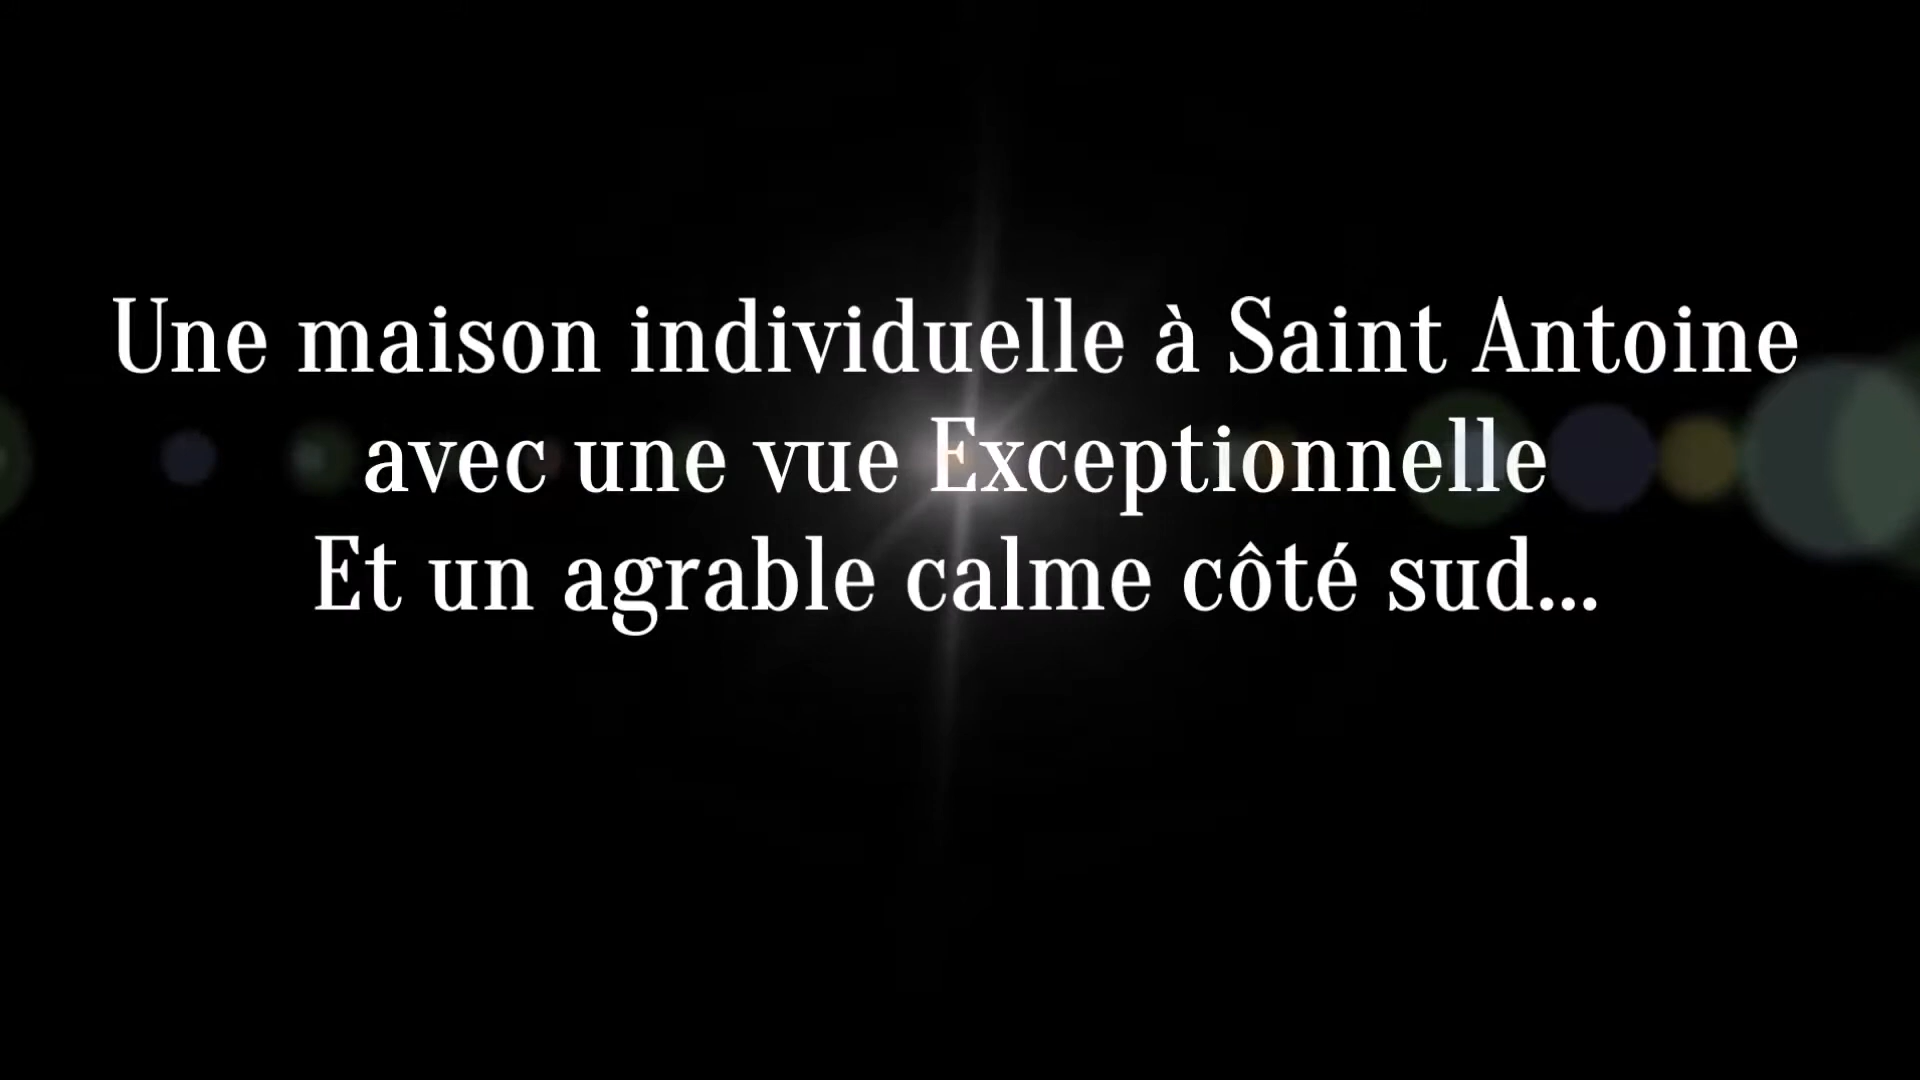 Une maison individuelle à Saint Antoine
avec une vue Exceptionnelle
Et un agrable calme côté sud...